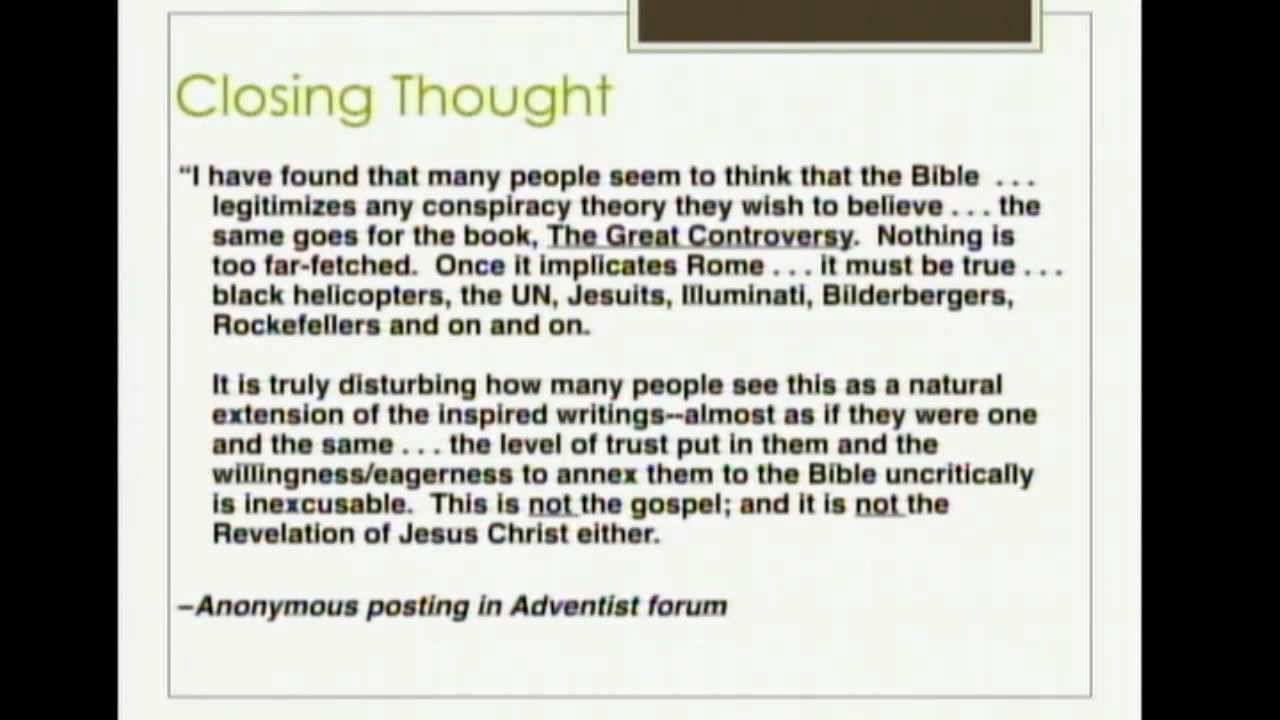 Closing Thought
“I have found that many people seem to think that the Bible . . .
legitimizes any conspiracy theory they wish to believe . . . the
same goes for the book, The Great Controversy. Nothing is
too far-fetched. Once it implicates Rome . . . it must be true . . .
black helicopters, the UN, Jesuits, Illuminati, Bilderbergers,
Rockefellers and on and on.
It is truly disturbing how many people see this as a natural
extension of the inspired writings--almost as if they were one
and the same . . . the level of trust put in them and the
willingness/eagerness to annex them to the Bible uncritically
is inexcusable. This is not the gospel; and it is not the
Revelation of Jesus Christ either.
–Anonymous posting in Adventist forum